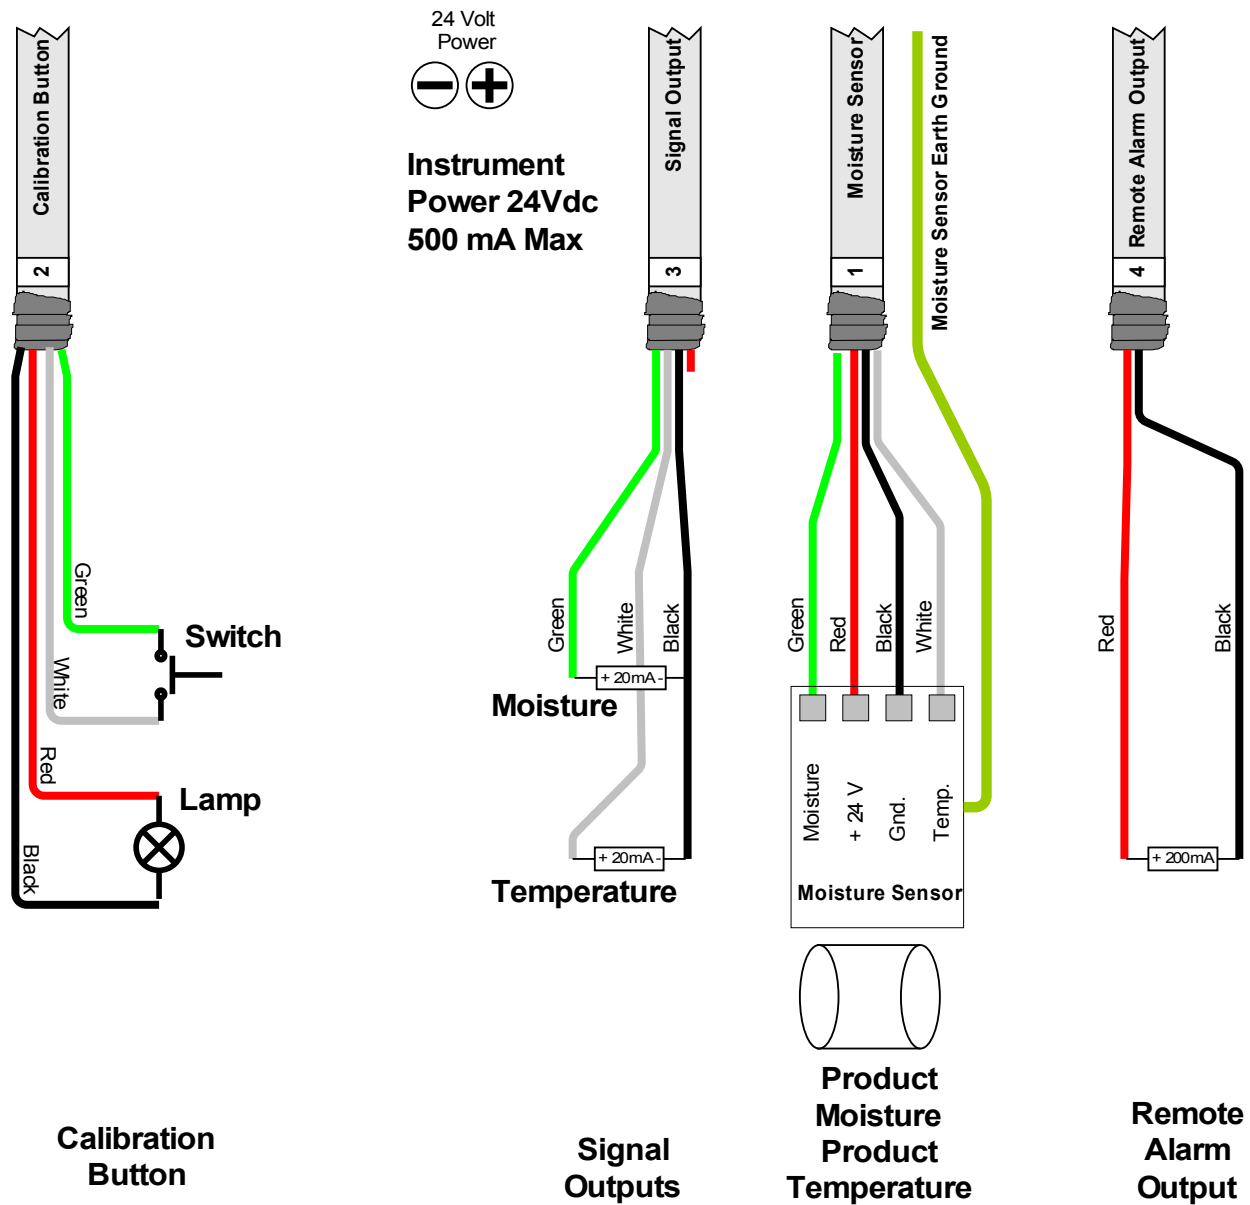 24 Volt
Power
Instrument
Power 24Vdc
500 mA Max
Calibration Button
2
Green
Switch
White
Red
Lamp
Black
Calibration
Button
Signal Output
3
Green
White
Black
+ 20mA -
Moisture
+ 20mA -
Temperature
Signal
Outputs
Moisture Sensor
1
Moisture Sensor Earth Ground
Green
Red
Black
White
Moisture
+ 24 V
Gnd.
Temp.
Moisture Sensor
Product
Moisture
Product
Temperature
Remote Alarm Output
4
Red
Black
+ 200mA
Remote
Alarm
Output